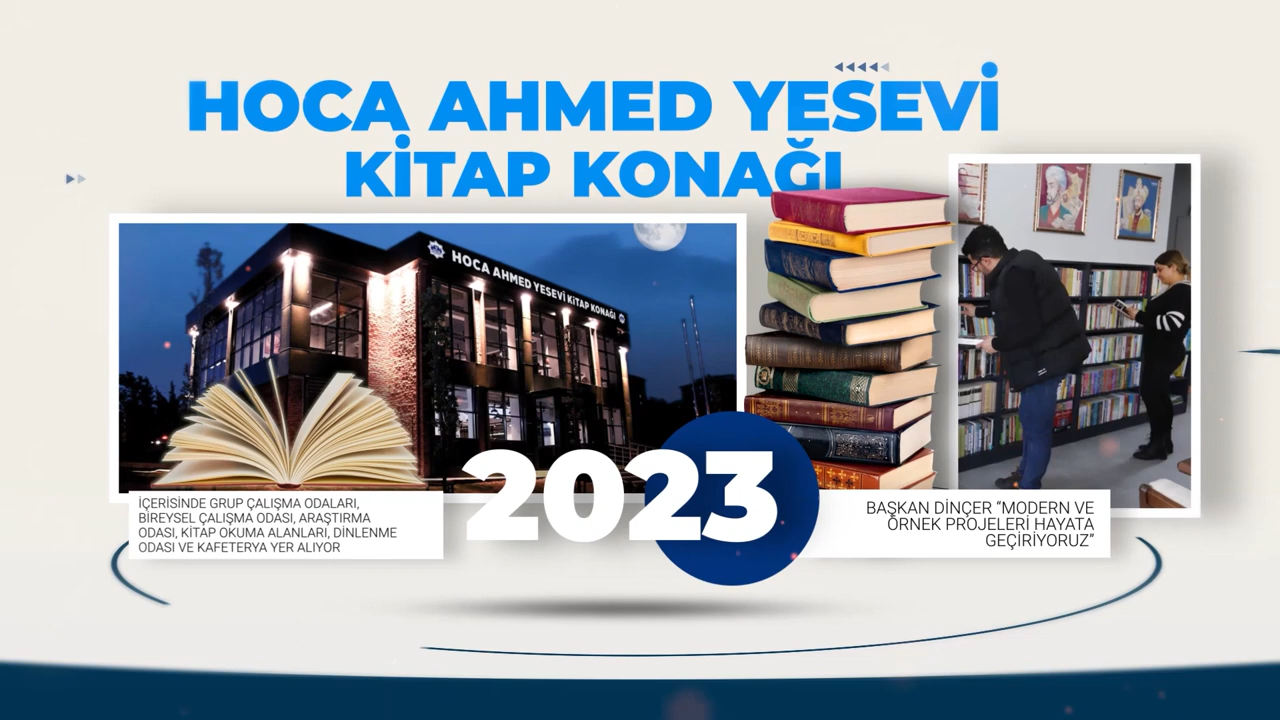 HOCA AHMED YESEVİ
KİTAP KONAĞI
HOCA AHMED YESEVİ KİTAP KONAĞI
2023
İÇERİSİNDE GRUP ÇALIŞMA ODALARI,
BİREYSEL ÇALIŞMA ODASI, ARAŞTIRMA
ODASI, KİTAP OKUMA ALANLARI, DİNLENME
ODASI VE KAFETERYA YER ALIYOR
BAŞKAN DİNÇER “MODERN VE
ÖRNEK PROJELERİ HAYATA
GEÇİRİYORUZ”